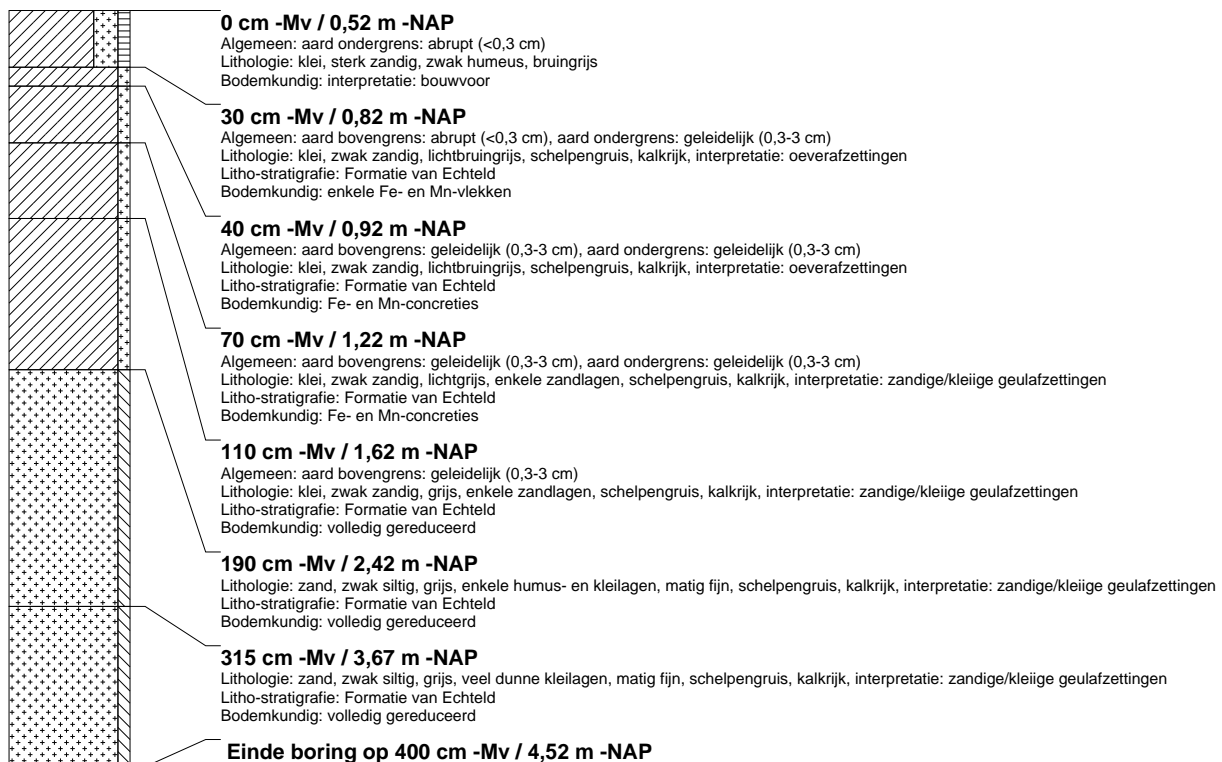 0 cm -Mv / 0,52 m -NAP
Algemeen: aard ondergrens: abrupt (<0,3 cm)
Lithologie: klei, sterk zandig, zwak humeus, bruingrijs
Bodemkundig: interpretatie: bouwvoor
30 cm -Mv / 0,82 m -NAP
Algemeen: aard bovengrens: abrupt (<0,3 cm), aard ondergrens: geleidelijk (0,3-3 cm)
Lithologie: klei, zwak zandig, lichtbruingrijs, schelpengruis, kalkrijk, interpretatie: oeverafzettingen
Litho-stratigrafie: Formatie van Echteld
Bodemkundig: enkele Fe- en Mn-vlekken
40 cm -Mv / 0,92 m -NAP
Algemeen: aard bovengrens: geleidelijk (0,3-3 cm), aard ondergrens: geleidelijk (0,3-3 cm)
Lithologie: klei, zwak zandig, lichtbruingrijs, schelpengruis, kalkrijk, interpretatie: oeverafzettingen
Litho-stratigrafie: Formatie van Echteld
Bodemkundig: Fe- en Mn-concreties
70 cm -Mv / 1,22 m -NAP
Algemeen: aard bovengrens: geleidelijk (0,3-3 cm), aard ondergrens: geleidelijk (0,3-3 cm)
Lithologie: klei, zwak zandig, lichtgrijs, enkele zandlagen, schelpengruis, kalkrijk, interpretatie: zandige/kleiige geulafzettingen
Litho-stratigrafie: Formatie van Echteld
Bodemkundig: Fe- en Mn-concreties
110 cm -Mv / 1,62 m -NAP
Algemeen: aard bovengrens: geleidelijk (0,3-3 cm)
Lithologie: klei, zwak zandig, grijs, enkele zandlagen, schelpengruis, kalkrijk, interpretatie: zandige/kleiige geulafzettingen
Litho-stratigrafie: Formatie van Echteld
Bodemkundig: volledig gereduceerd
190 cm -Mv / 2,42 m -NAP
Lithologie: zand, zwak siltig, grijs, enkele humus- en kleilagen, matig fijn, schelpengruis, kalkrijk, interpretatie: zandige/kleiige geulafzettingen
Litho-stratigrafie: Formatie van Echteld
Bodemkundig: volledig gereduceerd
315 cm -Mv / 3,67 m -NAP
Lithologie: zand, zwak siltig, grijs, veel dunne kleilagen, matig fijn, schelpengruis, kalkrijk, interpretatie: zandige/kleiige geulafzettingen
Litho-stratigrafie: Formatie van Echteld
Bodemkundig: volledig gereduceerd
Einde boring op 400 cm -Mv / 4,52 m -NAP